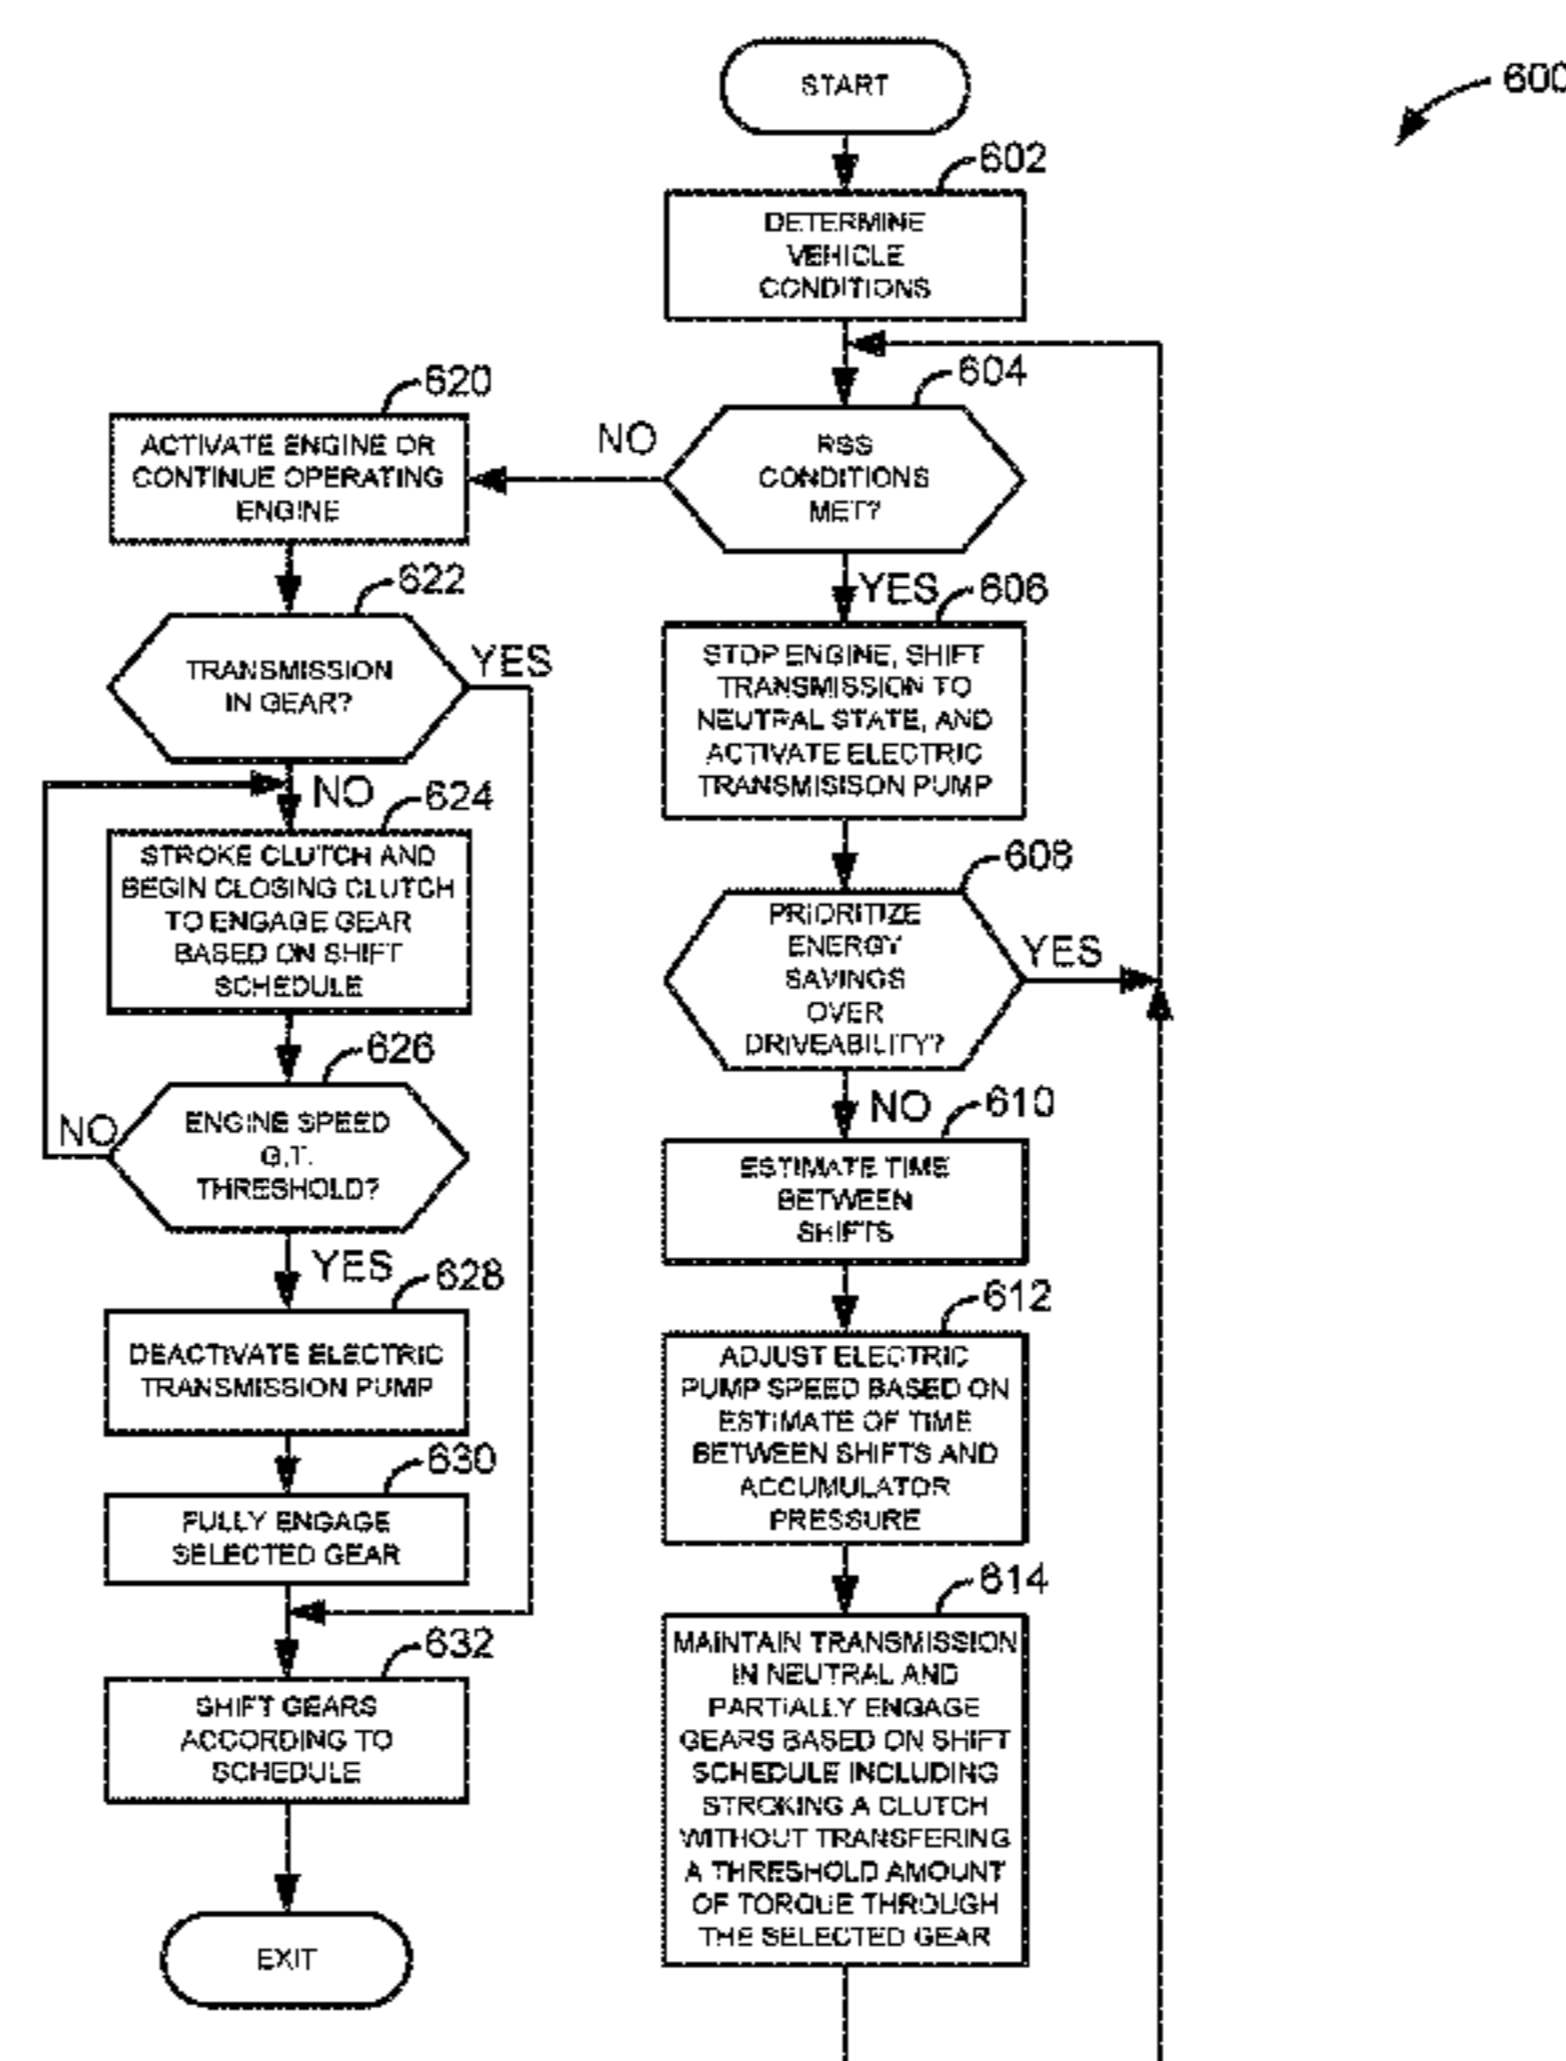 START
600
602
DETERMINE
VEHICLE
CONDITIONS
604
RSS
CONDITIONS
MET?
NO
YES
620
ACTIVATE ENGINE OR
CONTINUE OPERATING
ENGINE
622
TRANSMISSION
IN GEAR?
YES
NO
624
STROKE CLUTCH AND
BEGIN CLOSING CLUTCH
TO ENGAGE GEAR
BASED ON SHIFT
SCHEDULE
626
ENGINE SPEED
G.T.
THRESHOLD?
NO
YES
628
DEACTIVATE ELECTRIC
TRANSMISSION PUMP
630
FULLY ENGAGE
SELECTED GEAR
632
SHIFT GEARS
ACCORDING TO
SCHEDULE
EXIT
606
STOP ENGINE, SHIFT
TRANSMISSION TO
NEUTRAL STATE, AND
ACTIVATE ELECTRIC
TRANSMISISON PUMP
608
PRIORITIZE
ENERGY
SAVINGS
OVER
DRIVEABILITY?
YES
NO
610
ESTIMATE TIME
BETWEEN
SHIFTS
612
ADJUST ELECTRIC
PUMP SPEED BASED ON
ESTIMATE OF TIME
BETWEEN SHIFTS AND
ACCUMULATOR
PRESSURE
614
MAINTAIN TRANSMISSION
IN NEUTRAL AND
PARTIALLY ENGAGE
GEARS BASED ON SHIFT
SCHEDULE INCLUDING
STROKING A CLUTCH
WITHOUT TRANSFERING
A THRESHOLD AMOUNT
OF TORQUE THROUGH
THE SELECTED GEAR